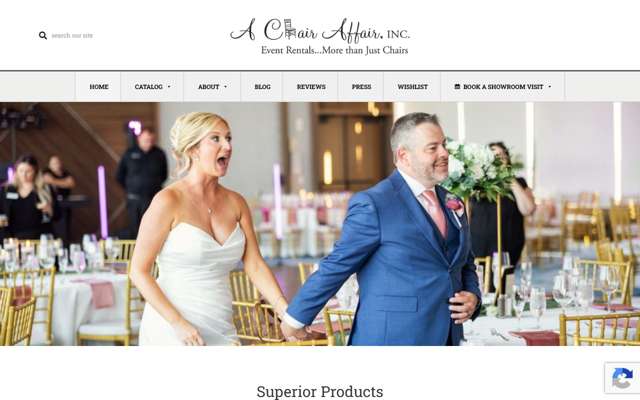 search our site
A Chair Affair, INC.
Event Rentals...More than Just Chairs
HOME
CATALOG
ABOUT
BLOG
REVIEWS
PRESS
WISHLIST
BOOK A SHOWROOM VISIT
Superior Products